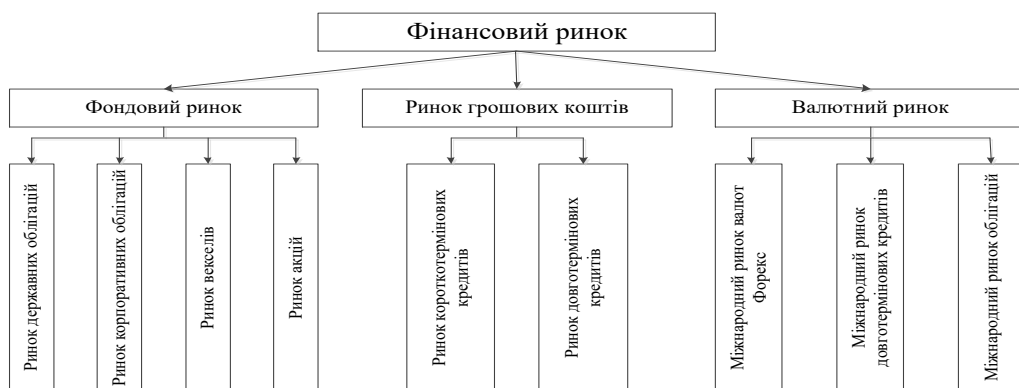 Фінансовий ринок
Фондовий ринок
Ринок грошових коштів
Валютний ринок
Ринок державних облігацій
Ринок корпоративних облігацій
Ринок векселів
Ринок акцій
Ринок короткотермінових
кредитів
Ринок довготермінових
кредитів
Міжнародний ринок валют
Форекс
Міжнародний ринок
довготермінових кредитів
Міжнародний ринок облігацій